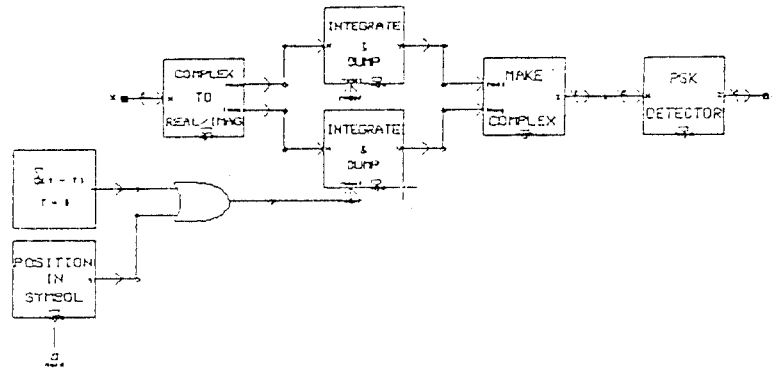 INTEGRATE
&
DUMP
COMPLEX
TO
REAL/IMAG
MAKE
COMPLEX
PSK
DETECTOR
INTEGRATE
&
DUMP
POSITION
IN
SYMBOL